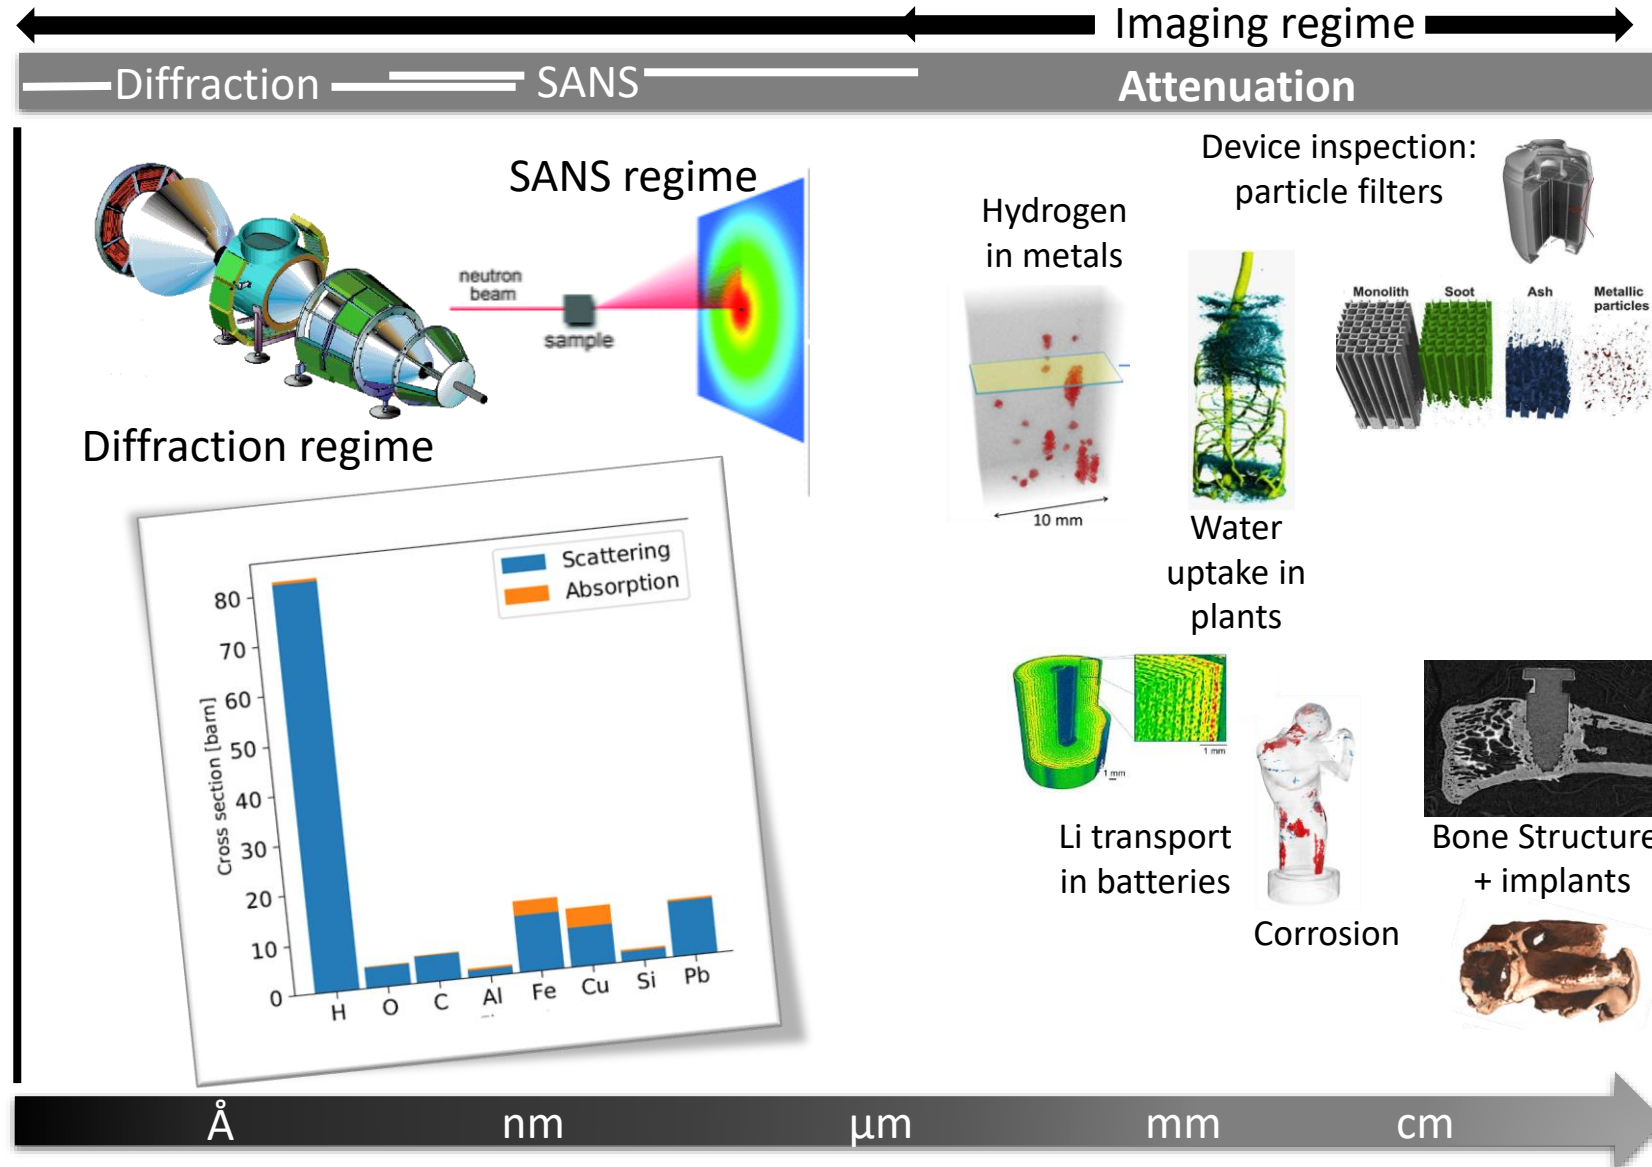 Imaging regime
Diffraction
SANS
Attenuation
SANS regime
neutron
beam
sample
Diffraction regime
Hydrogen
in metals
10 mm
Water
uptake in
plants
Device inspection:
particle filters
Monolith
Soot
Ash
Metallic
particles
Scattering
Absorption
Cross section [barn]
80
70
60
50
40
30
20
10
0
H
O
C
Al
Fe
Cu
Si
Pb
1 mm
1 mm
Li transport
in batteries
Corrosion
Bone Structure
+ implants
Å
nm
µm
mm
cm